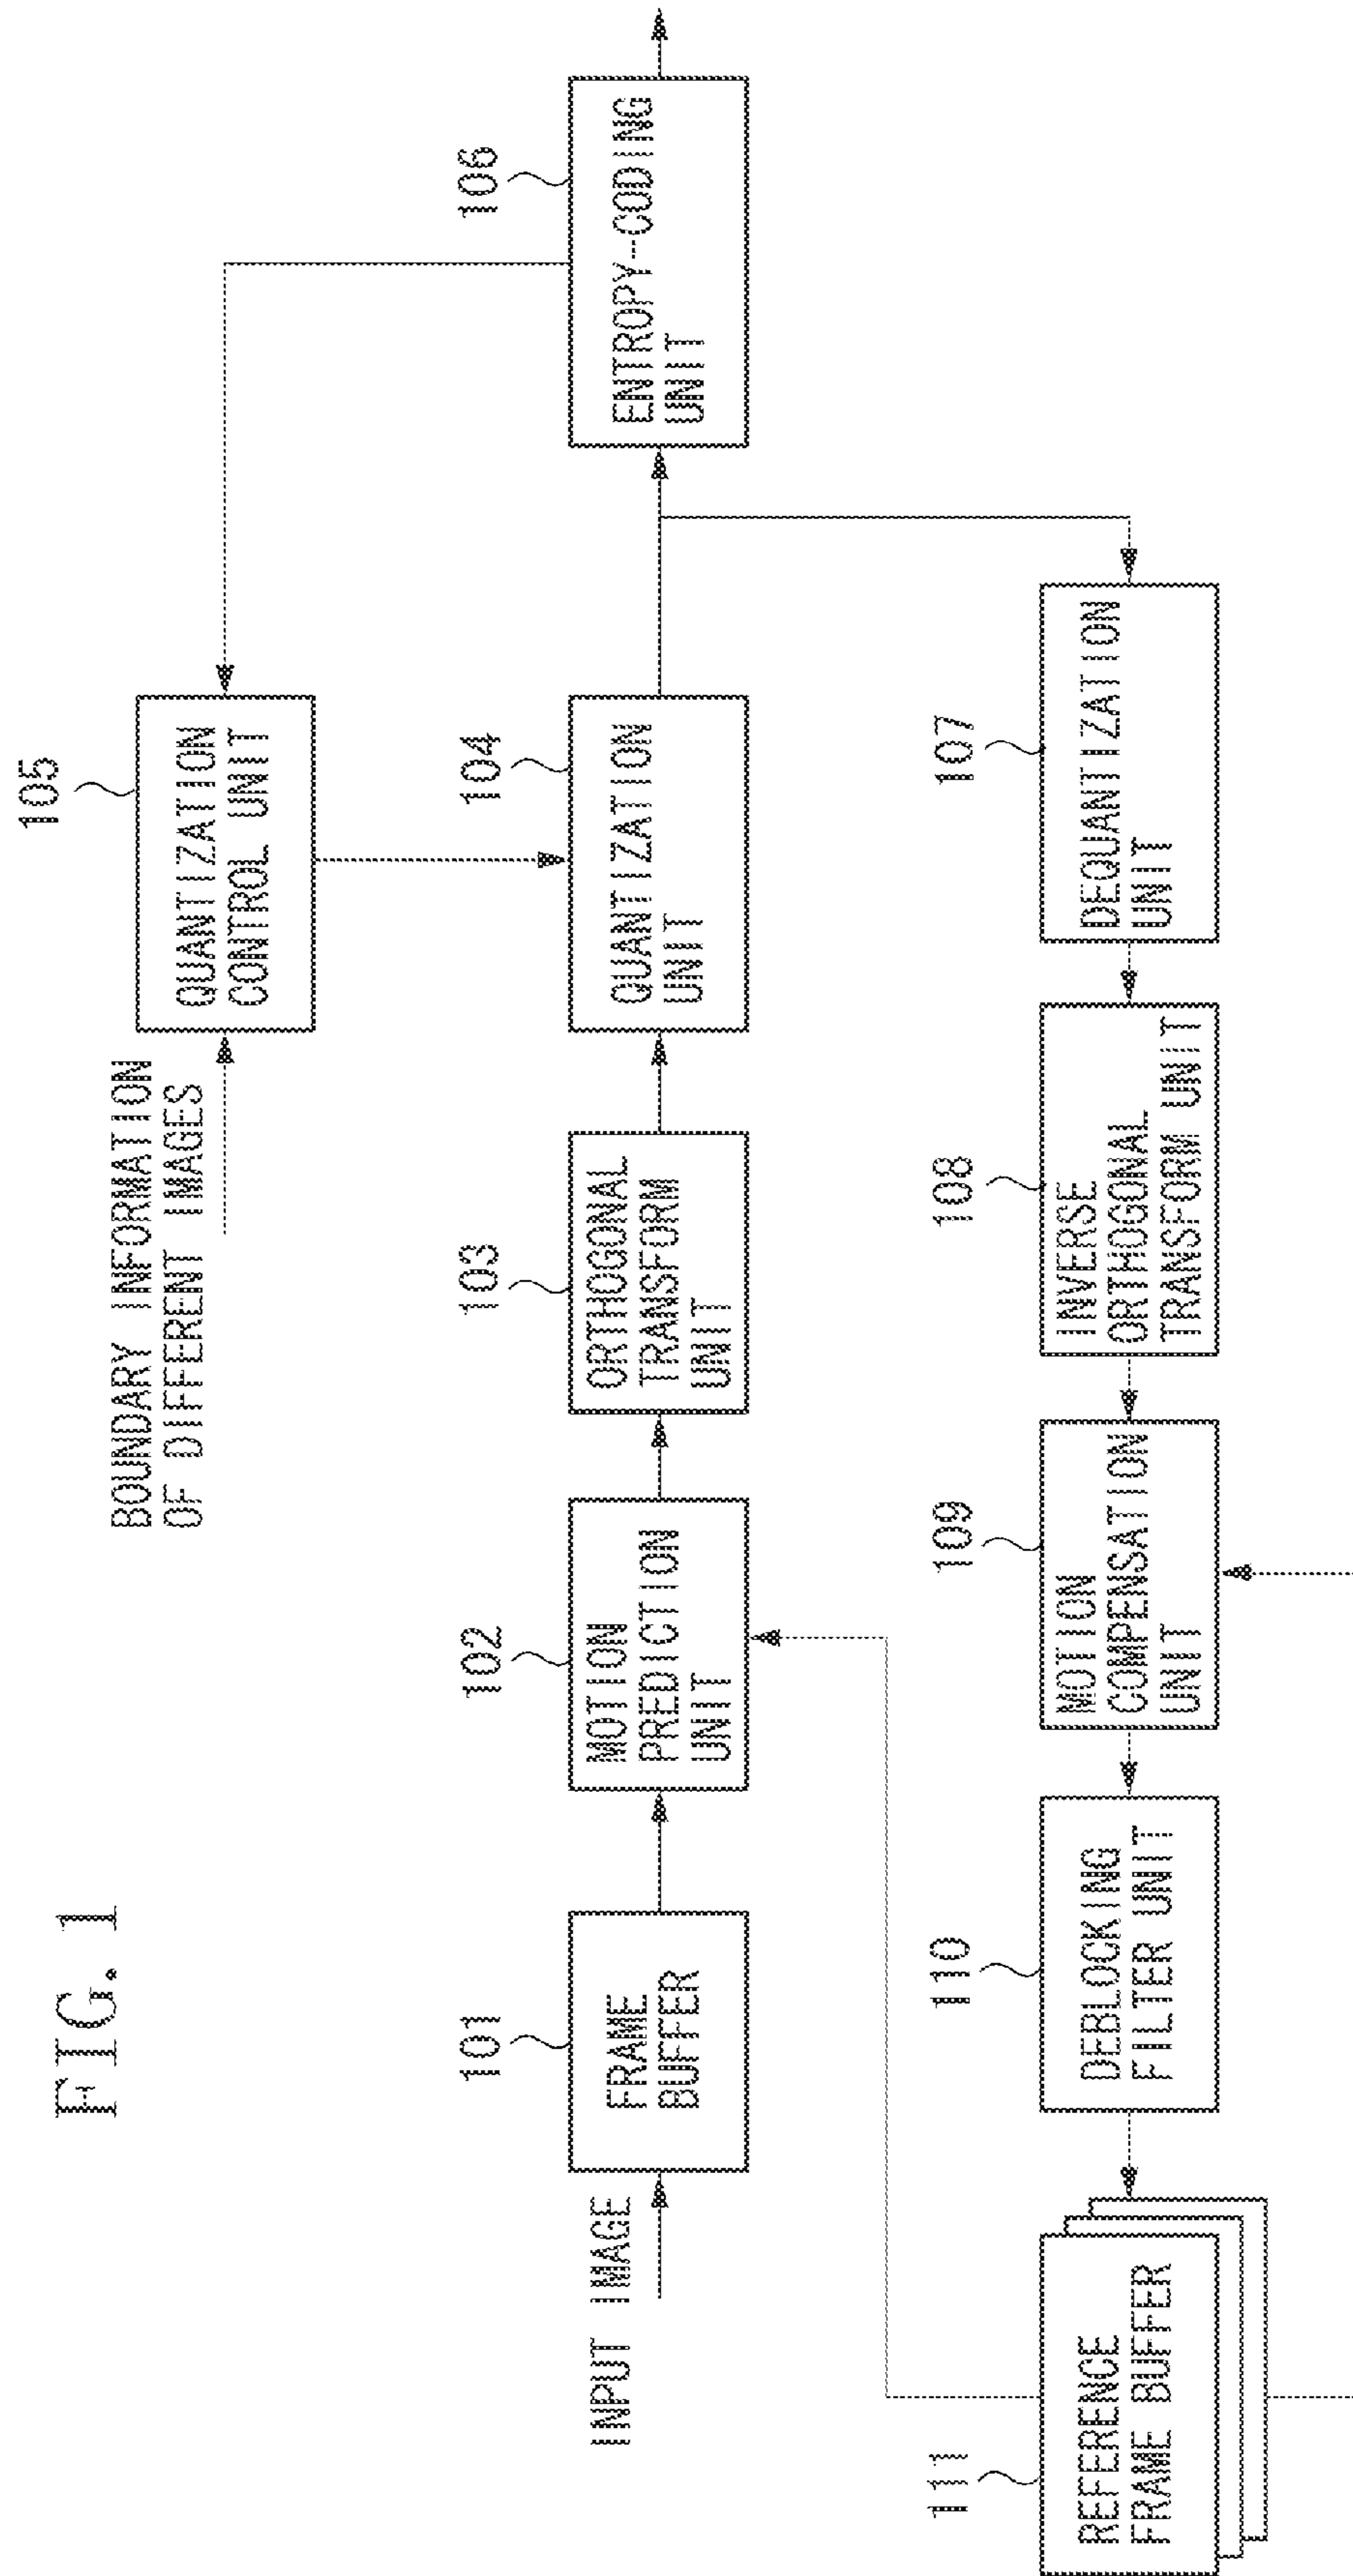 FIG. 1
105
QUANTIZATION
CONTROL UNIT
BOUNDARY INFORMATION
OF DIFFERENT IMAGES
INPUT IMAGE
101
FRAME
BUFFER
102
MOTION
PREDICTION
UNIT
103
ORTHOGONAL
TRANSFORM
UNIT
104
QUANTIZATION
UNIT
106
ENTROPY-CODING
UNIT
111
REFERENCE
FRAME BUFFER
110
DEBLOCKING
FILTER UNIT
109
MOTION
COMPENSATION
UNIT
108
INVERSE
ORTHOGONAL
TRANSFORM UNIT
107
DEQUANTIZATION
UNIT